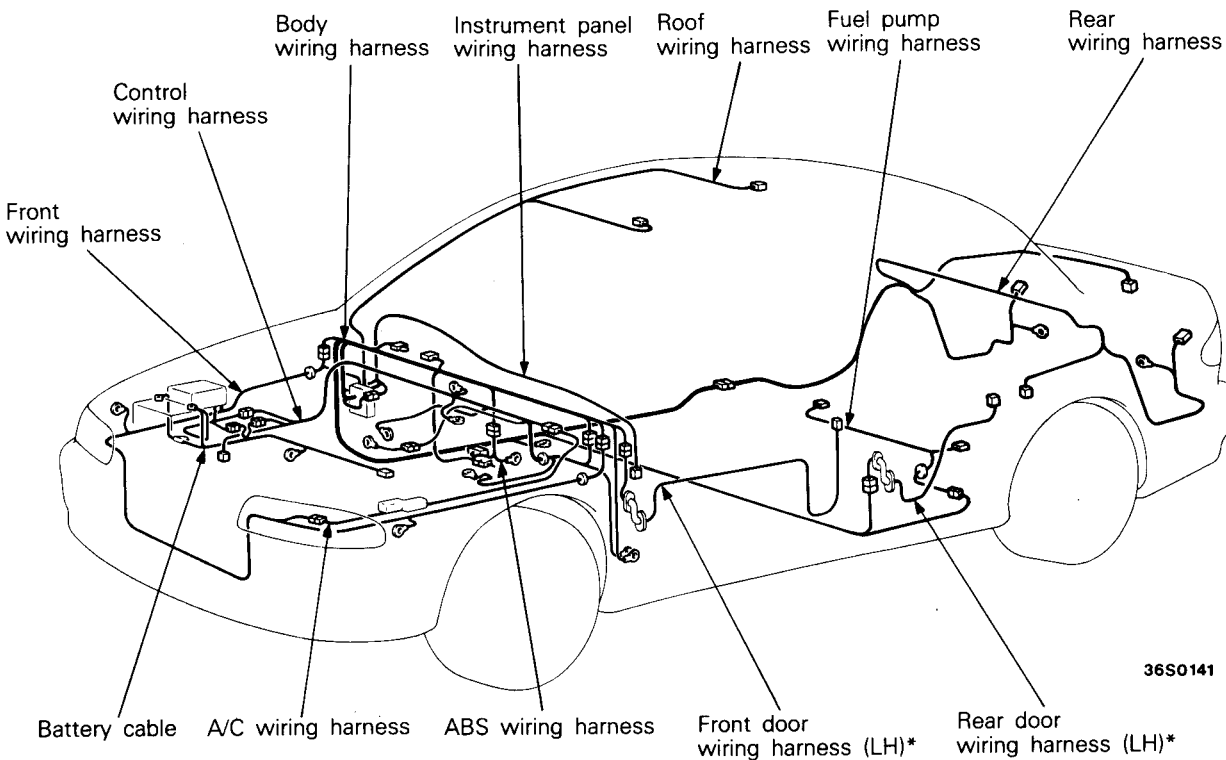 Body
wiring harness
Instrument panel
wiring harness
Roof
wiring harness
Fuel pump
wiring harness
Rear
wiring harness
Control
wiring harness
Front
wiring harness
36S0141
Battery cable
A/C wiring harness
ABS wiring harness
Front door
wiring harness (LH)*
Rear door
wiring harness (LH)*